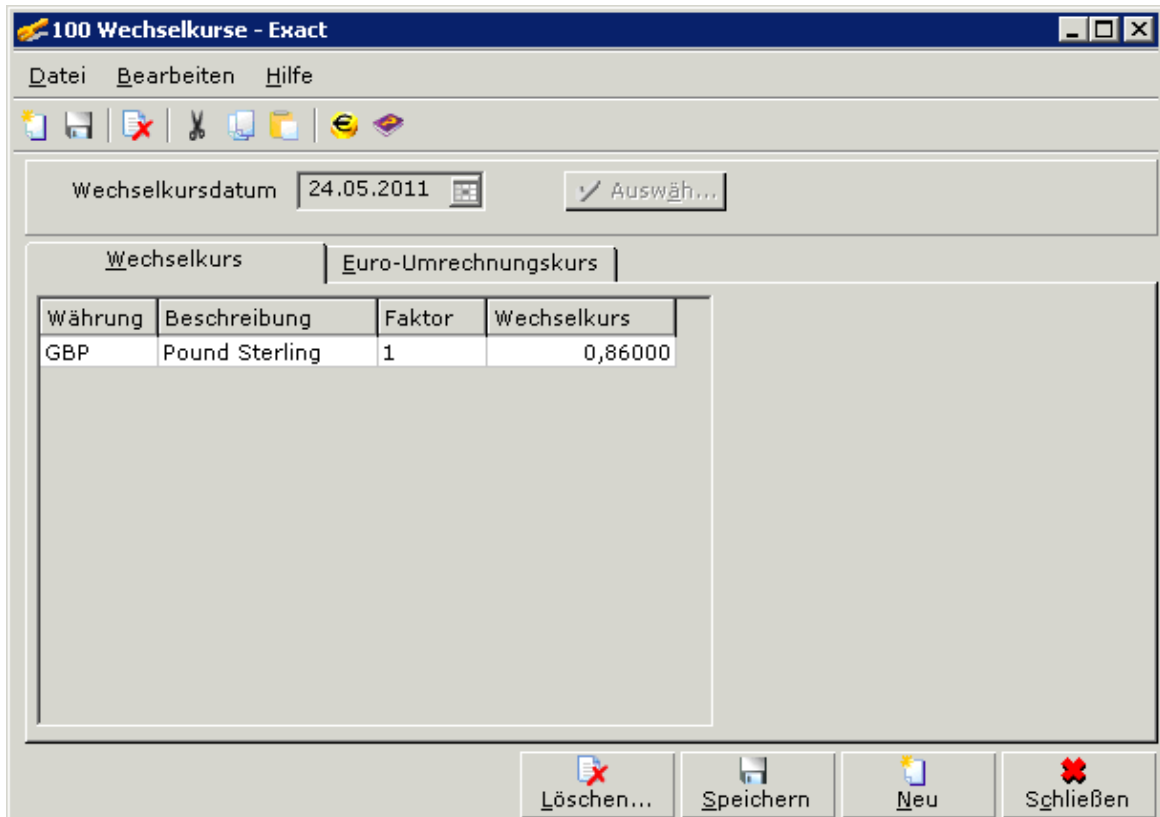 100 Wechselkurse - Exact
Datei Bearbeiten Hilfe
Wechselkursdatum 24.05.2011 Auswäh...
Wechselkurs Euro-Umrechnungskurs
Währung Beschreibung Faktor Wechselkurs
GBP Pound Sterling 1 0,86000
Löschen... Speichern Neu Schließen